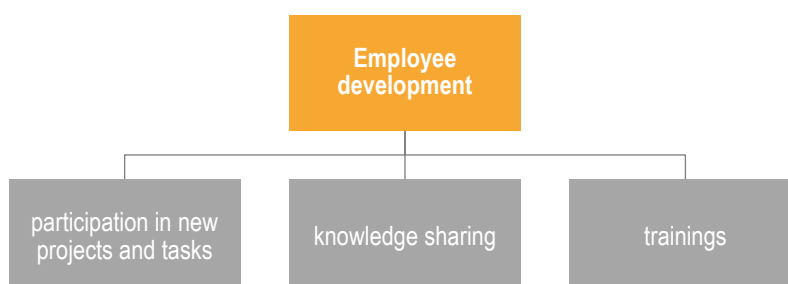 Employee
development
participation in new
projects and tasks
knowledge sharing
trainings